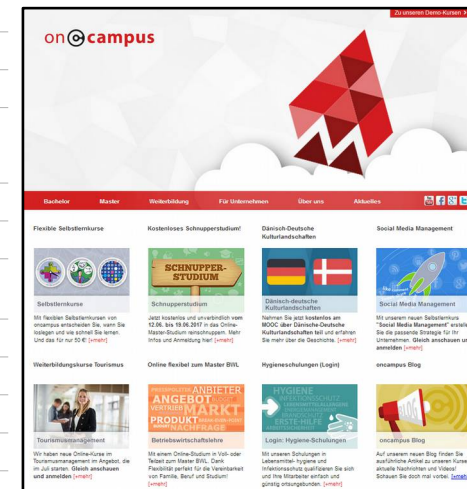 Zu unseren Demo-Kursen
oncampus
Bachelor Master Weiterbildung Für Unternehmen Über uns Aktuelles
Flexible Selbstlernkurse
Selbstlernkurse
Mit flexiblen Selbstlernkursen von
oncampus entscheiden Sie, wann Sie
loslegen und wie schnell Sie lernen.
Und das für nur 50 €! [+mehr]
Kostenloses Schnupperstudium!
SCHNUPPER-
STUDIUM
Schnupperstudium
Jetzt kostenlos und unverbindlich vom
12.06. bis 19.06.2017 in das Online-
Master-Studium reinschnuppern. Mehr
Infos und Anmeldung hier! [+mehr]
Dänisch-Deutsche
Kulturlandschaften
Dänisch-deutsche
Kulturlandschaften
Nehmen Sie jetzt kostenlos am
MOOC über Dänische-Deutsche
Kulturlandschaften teil und erfahren
Sie mehr über die Geschichte. [+mehr]
Social Media Management
Social Media Management
Mit unserem neuen Selbstlernkurs
"Social Media Management" erstellen
Sie die passende Strategie für Ihr
Unternehmen. Gleich anschauen und
anmelden [+mehr]
Weiterbildungskurse Tourismus
Tourismusmanagement
Wir haben neue Online-Kurse im
Tourismusmanagement im Angebot, die
im Juli starten. Gleich anschauen
und anmelden! [+mehr]
Online flexibel zum Master BWL
ANBIETER
ANGEBOT
VERTRIEB MARKT
PRODUKT
NACHFRAGE
Betriebswirtschaftslehre
Mit einem Online-Studium in Voll- oder
Teilzeit zum Master BWL. Dank
Flexibilität perfekt für die Vereinbarkeit
von Familie, Beruf und Studium!
[+mehr]
Hygieneschulungen (Login)
HYGIENE
INFEKTIONSSCHUTZ
LEBENSMITTELALLERGENE
BRANDSCHUTZ
ERSTE-HILFE
Login: Hygiene-Schulungen
Mit unseren Schulungen in
Lebensmittel-hygiene und
Infektionsschutz qualifizieren Sie sich
und Ihre Mitarbeiter einfach und
günstig ortsungebunden. [+mehr]
oncampus Blog
oncampus Blog
Auf unserem neuen Blog finden Sie
ausführliche Artikel zu unseren Kursen,
aktuelle Nachrichten und Videos!
Schauen Sie doch mal vorbei. [+mehr]